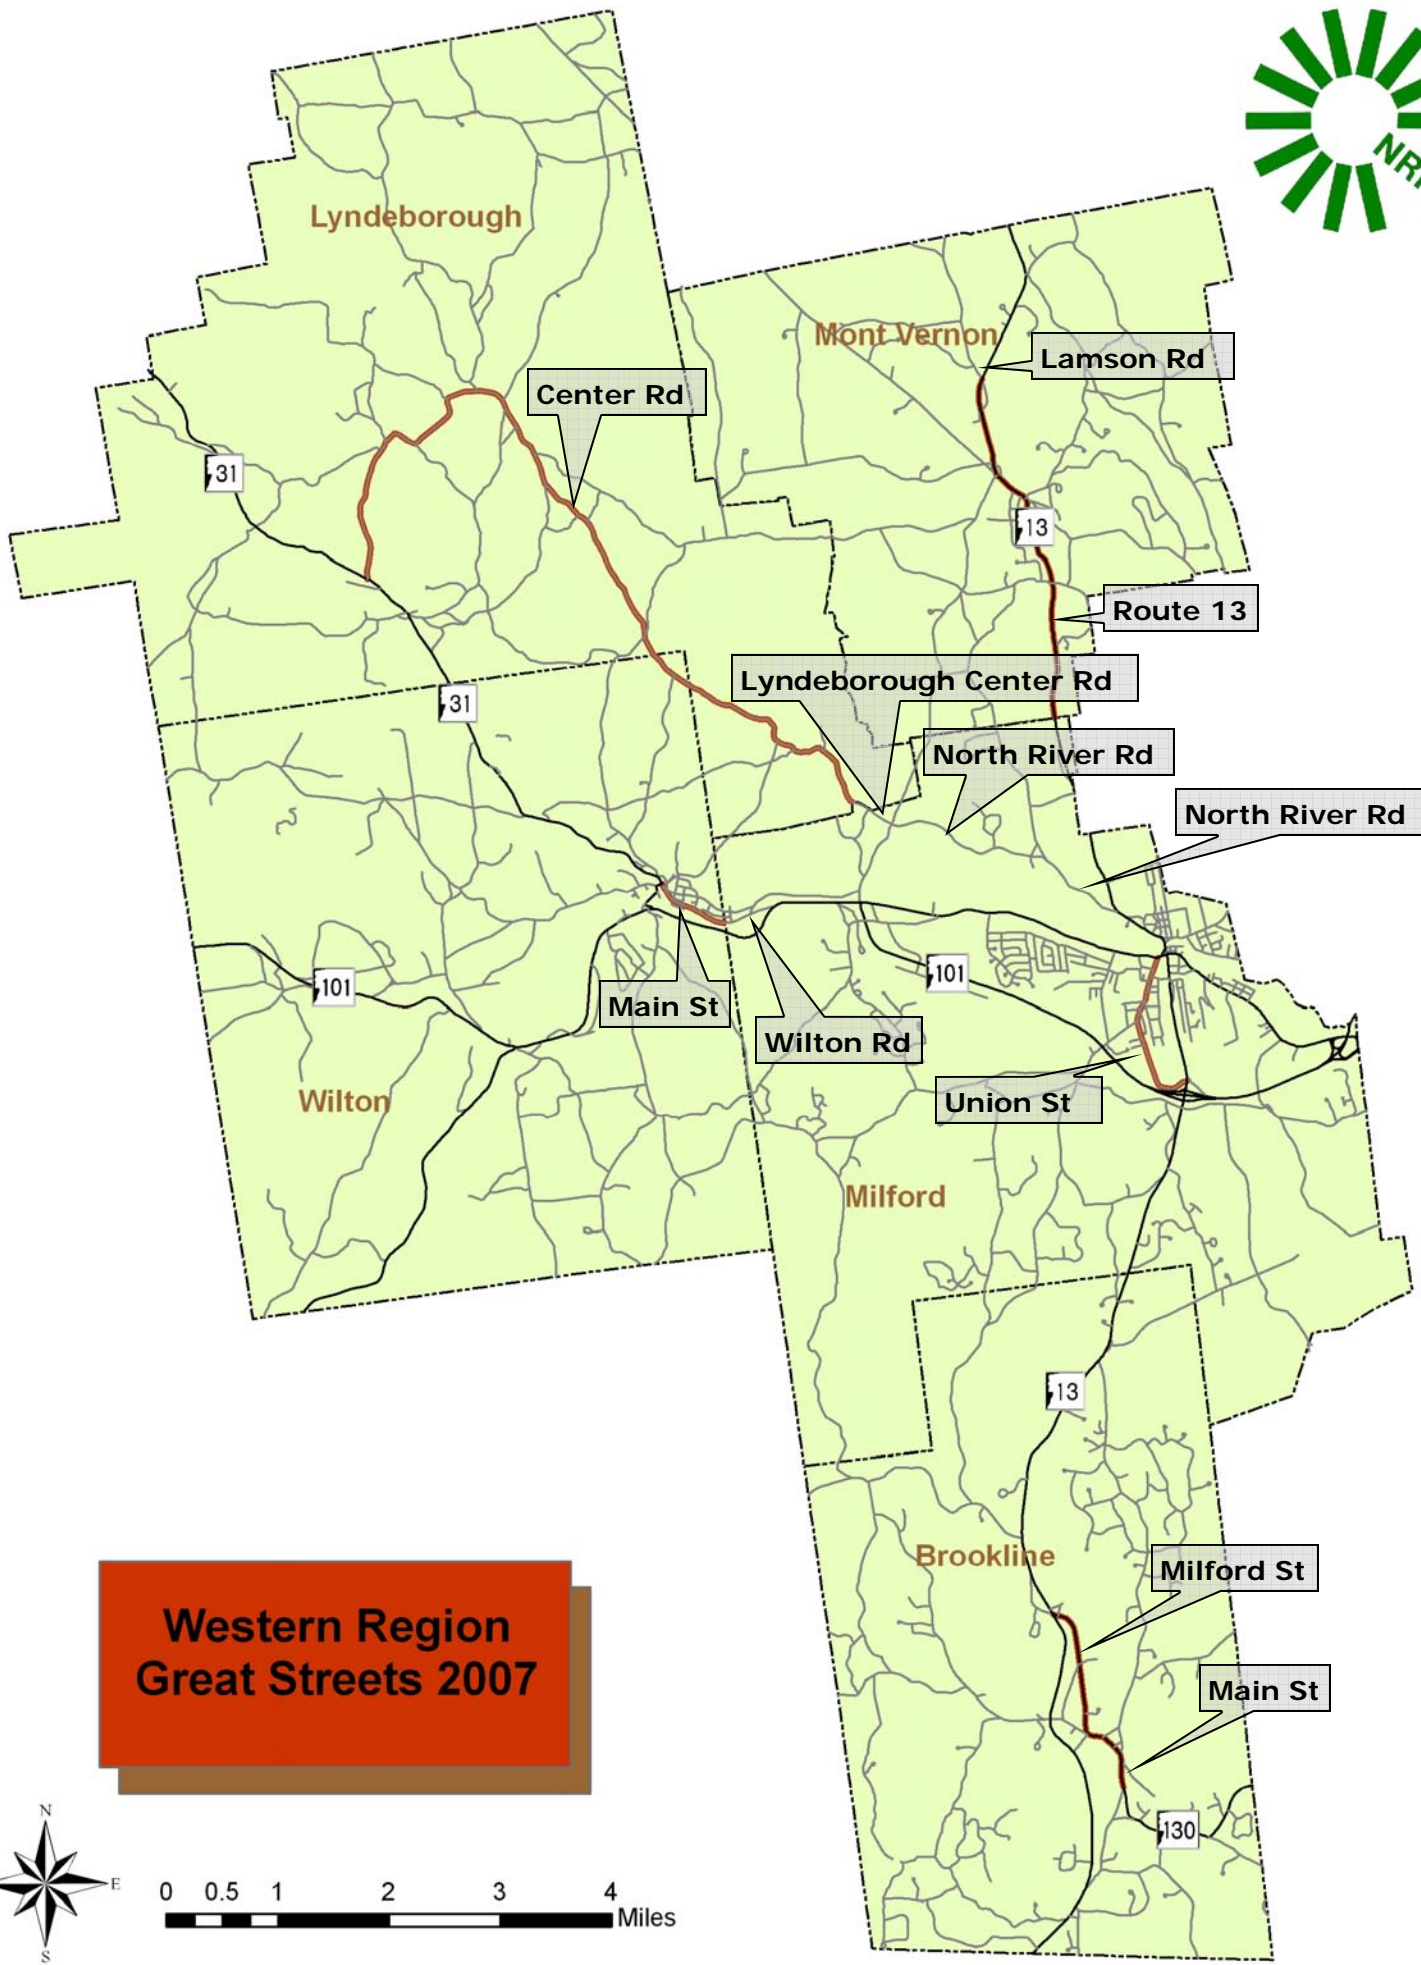 Lyndeborough
Mont Vernon
Lamson Rd
Center Rd
31
13
Route 13
Lyndeborough Center Rd
31
North River Rd
North River Rd
101
101
Main St
Wilton Rd
Union St
Wilton
Milford
13
Brookline
Milford St
Western Region
Great Streets 2007
Main St
130
N
E
S
0 0.5 1 2 3 4
Miles